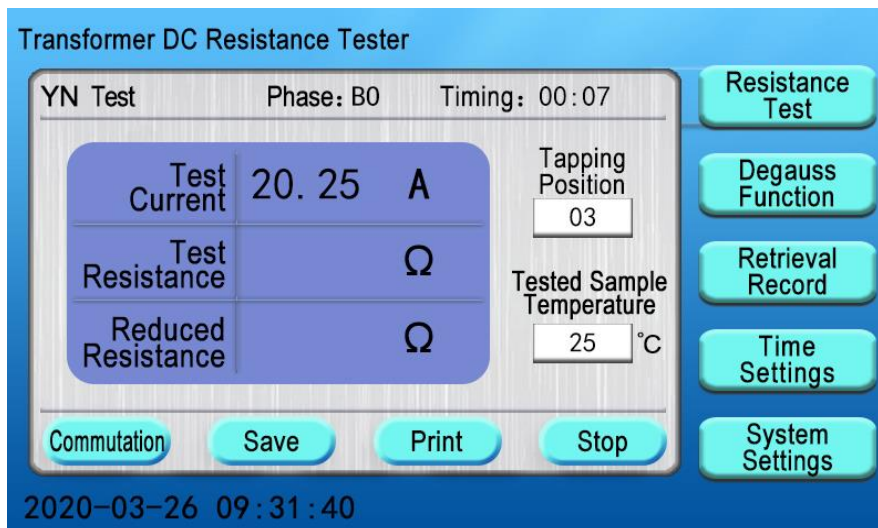 Transformer DC Resistance Tester
YN Test Phase: B0 Timing: 00:07
Test
Current 20.25 A
Test
Resistance Ω
Reduced
Resistance Ω
Tapping
Position
03
Tested Sample
Temperature
25 °C
Commutation Save Print Stop
Resistance
Test
Degauss
Function
Retrieval
Record
Time
Settings
System
Settings
2020-03-26 09:31:40